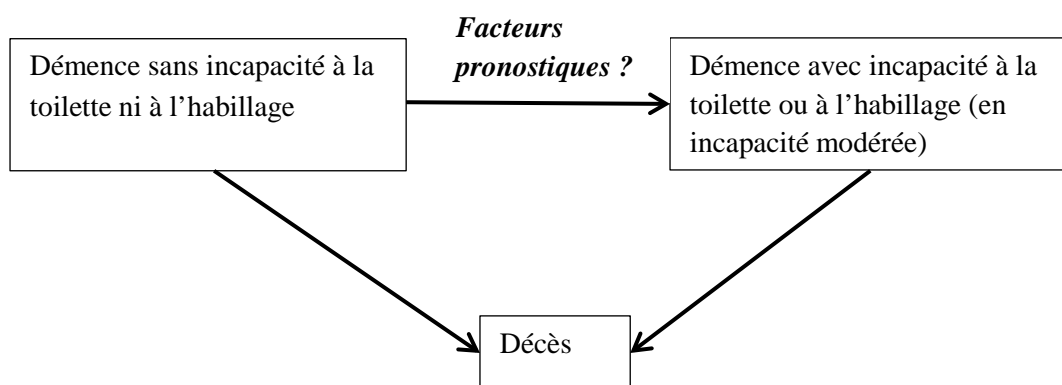 Facteurs
pronostiques ?
Démence sans incapacité à la
toilette ni à l’habillage
Démence avec incapacité à la
toilette ou à l’habillage (en
incapacité modérée)
Décès